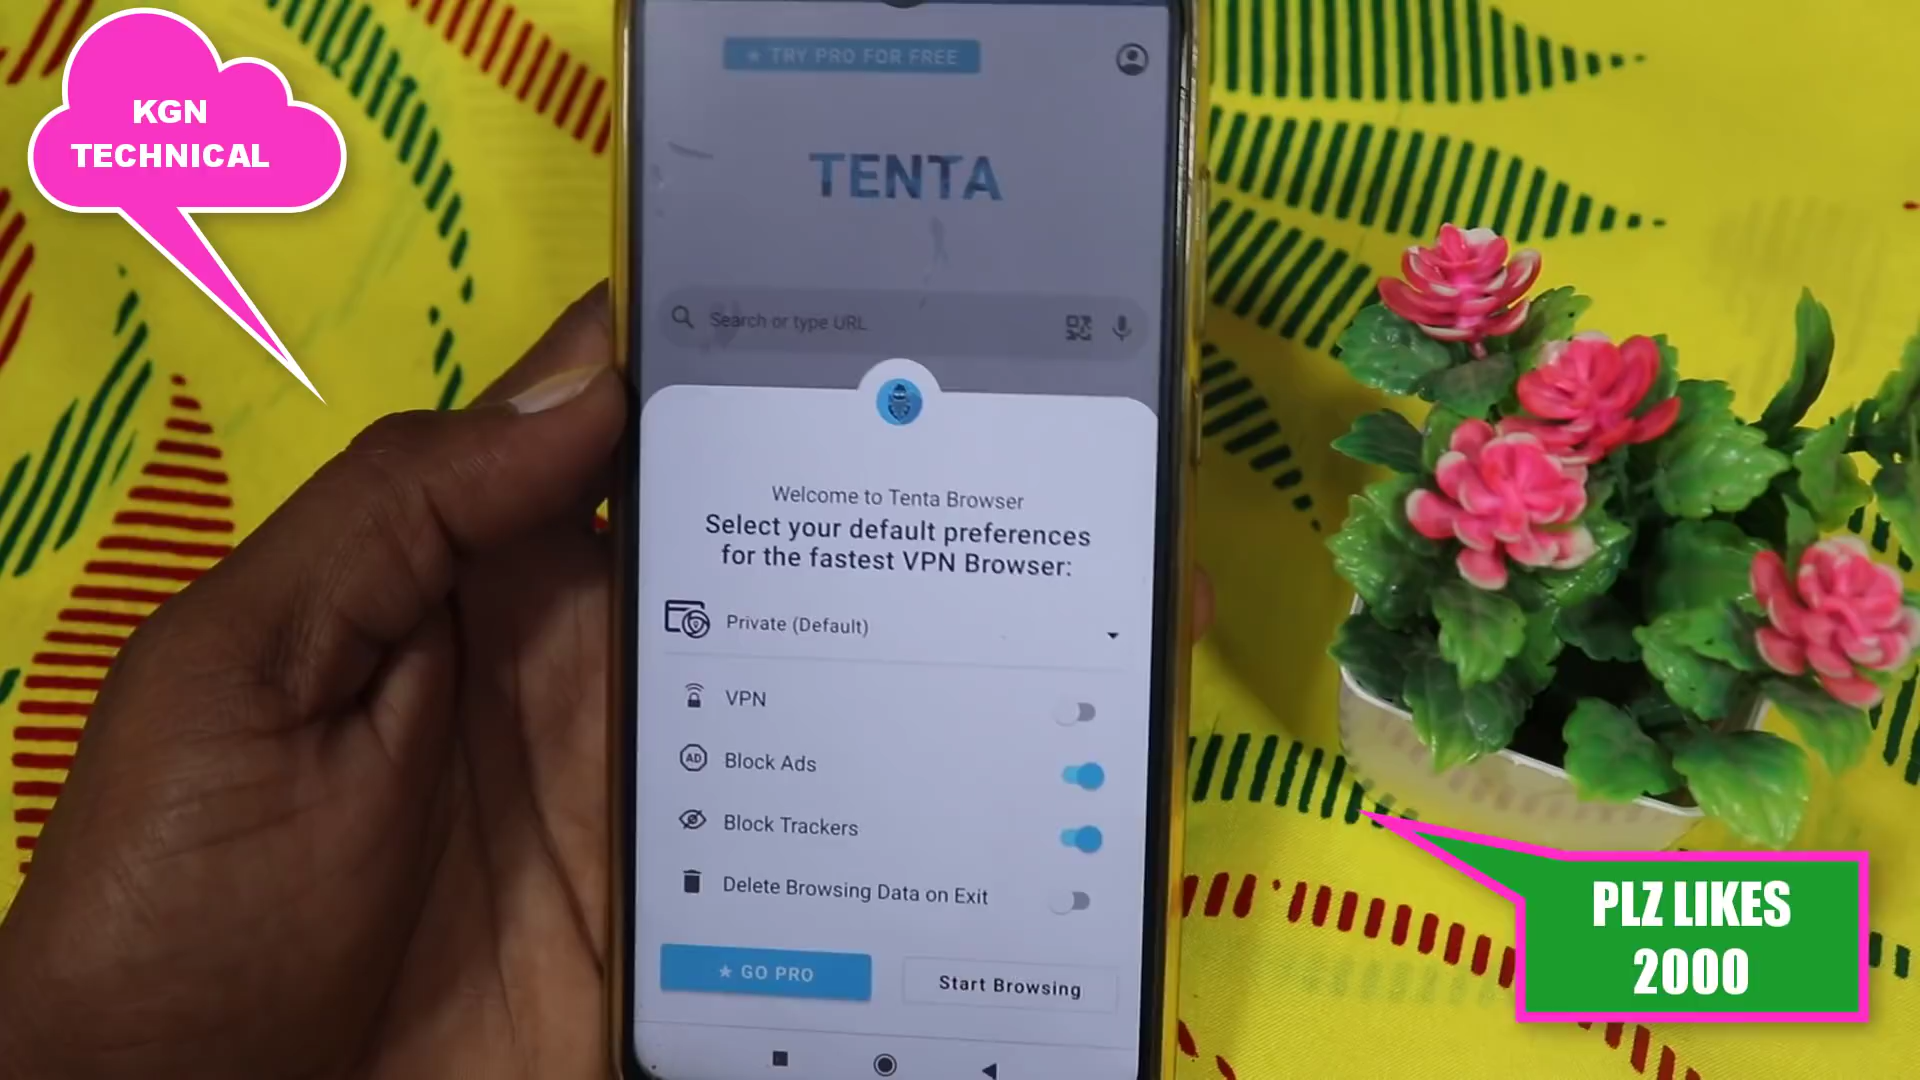 KGN
TECHNICAL
★ TRY PRO FOR FREE
TENTA
Search or type URL
Welcome to Tenta Browser
Select your default preferences
for the fastest VPN Browser:
Private (Default)
VPN
AD Block Ads
Block Trackers
Delete Browsing Data on Exit
★ GO PRO
Start Browsing
PLZ LIKES
2000